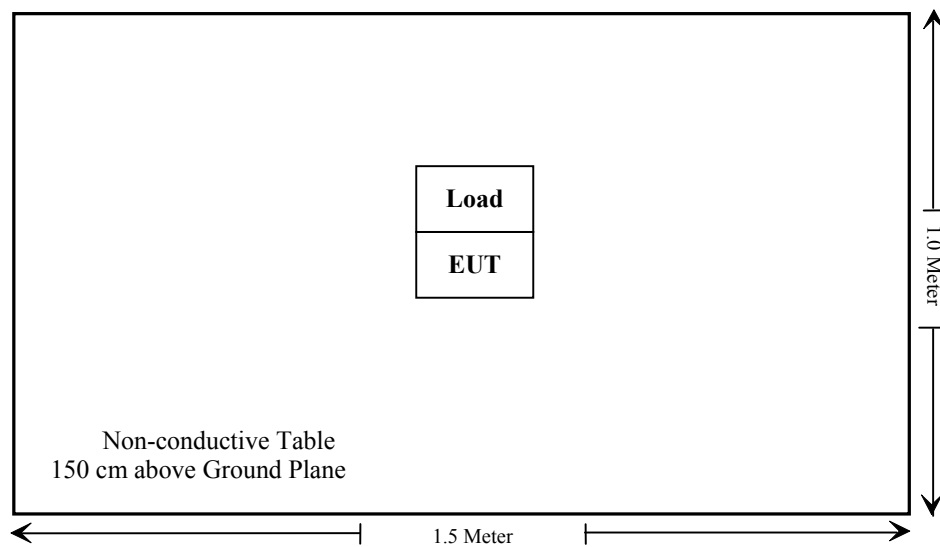 Load
EUT
1.0 Meter
Non-conductive Table
150 cm above Ground Plane
1.5 Meter